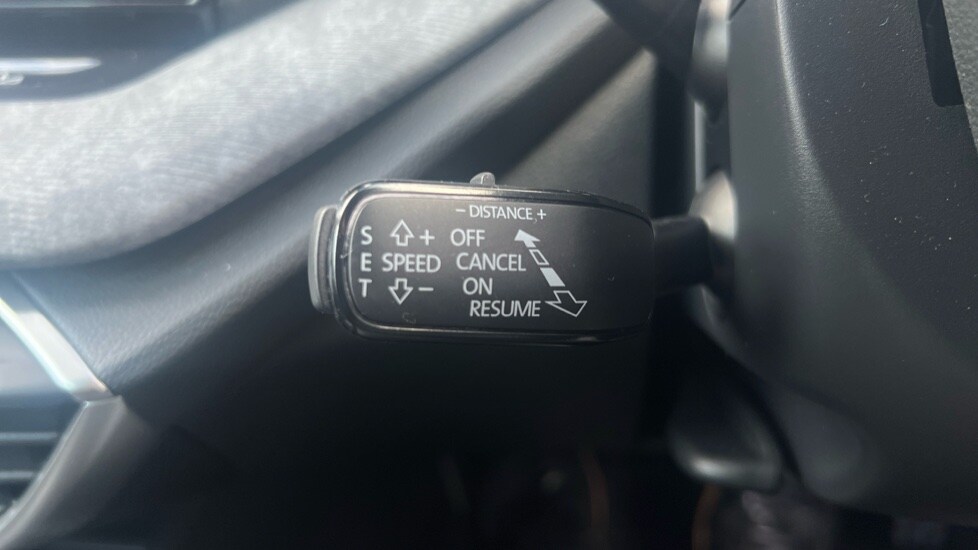 − DISTANCE +
S + OFF
E SPEED CANCEL
T − ON
RESUME